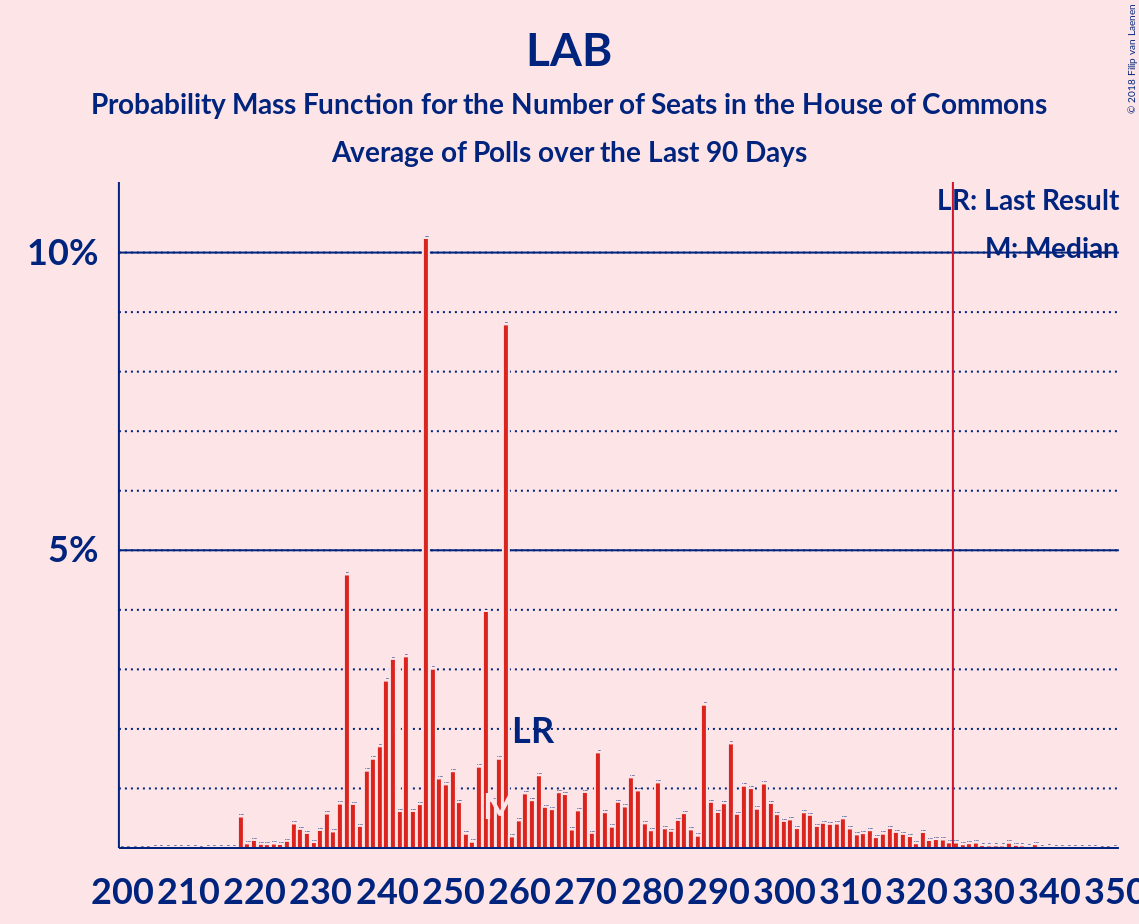 LAB
Probability Mass Function for the Number of Seats in the House of Commons
Average of Polls over the Last 90 Days
© 2018 Filip van Laenen
LR: Last Result
M: Median
10%
5%
LR
M
200 210 220 230 240 250 260 270 280 290 300 310 320 330 340 350